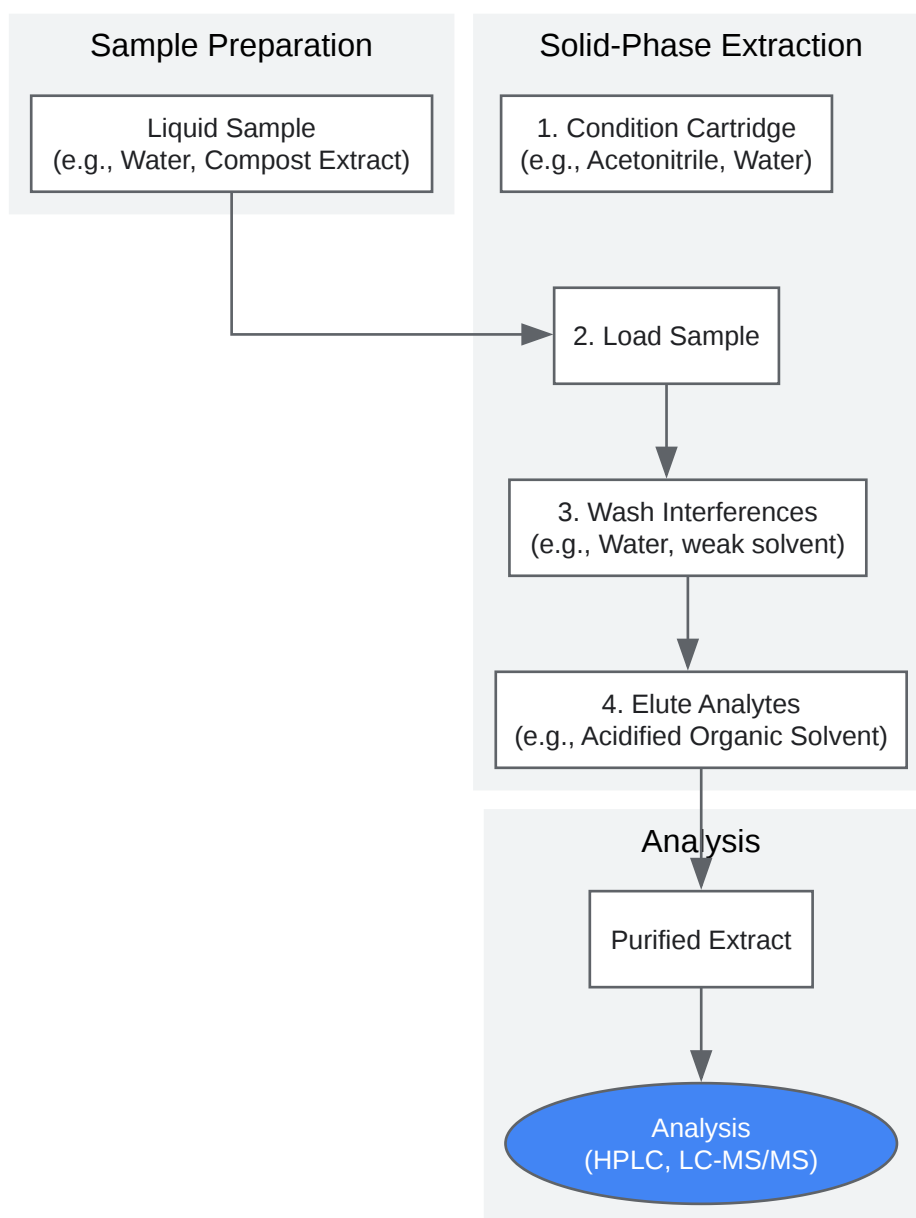 Sample Preparation
Liquid Sample
(e.g., Water, Compost Extract)
Solid-Phase Extraction
1. Condition Cartridge
(e.g., Acetonitrile, Water)
2. Load Sample
3. Wash Interferences
(e.g., Water, weak solvent)
4. Elute Analytes
(e.g., Acidified Organic Solvent)
Analysis
Purified Extract
Analysis
(HPLC, LC-MS/MS)